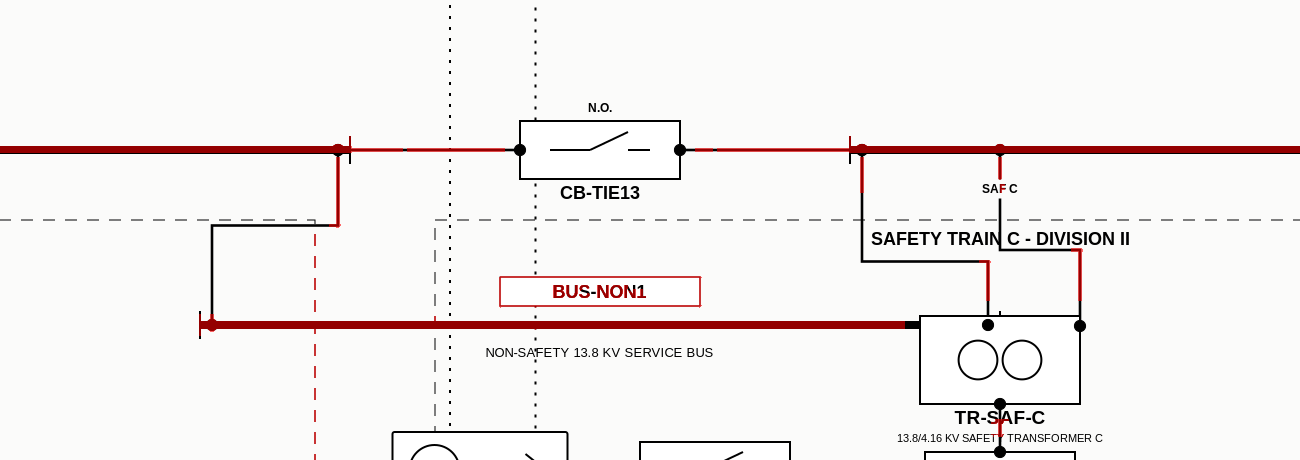 N.O.
CB-TIE13
SAF C
SAFETY TRAIN C - DIVISION II
BUS-NON1
NON-SAFETY 13.8 KV SERVICE BUS
TR-SAF-C
13.8/4.16 KV SAFETY TRANSFORMER C